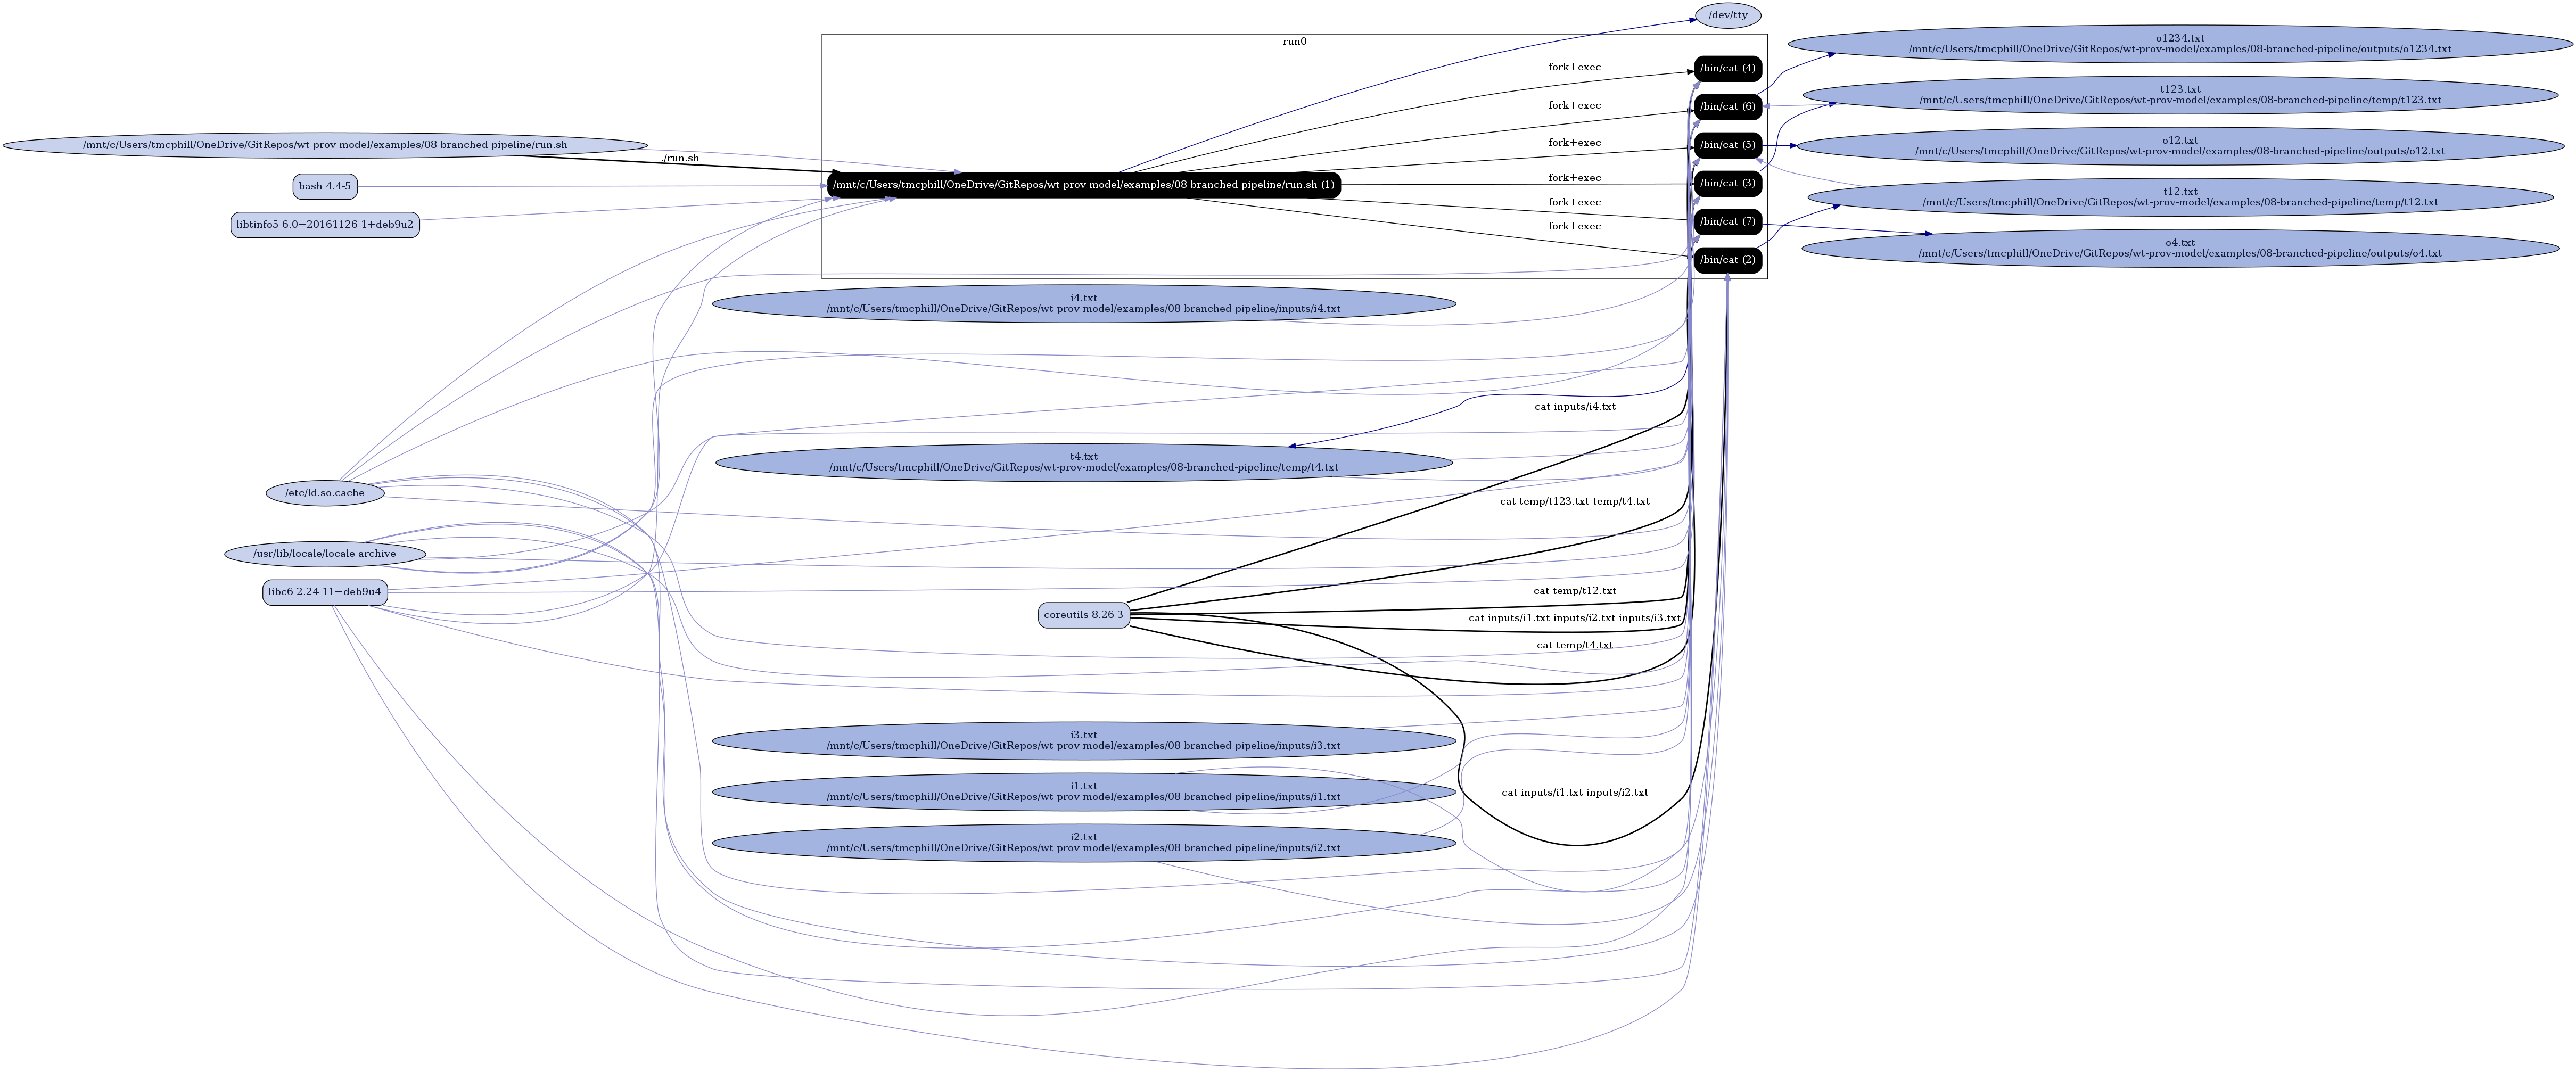 /dev/tty
run0
o1234.txt
/mnt/c/Users/tmcphill/OneDrive/GitRepos/wt-prov-model/examples/08-branched-pipeline/outputs/o1234.txt
fork+exec
/bin/cat (4)
t123.txt
/mnt/c/Users/tmcphill/OneDrive/GitRepos/wt-prov-model/examples/08-branched-pipeline/temp/t123.txt
fork+exec
/bin/cat (6)
/mnt/c/Users/tmcphill/OneDrive/GitRepos/wt-prov-model/examples/08-branched-pipeline/run.sh
./run.sh
fork+exec
/bin/cat (5)
o12.txt
/mnt/c/Users/tmcphill/OneDrive/GitRepos/wt-prov-model/examples/08-branched-pipeline/outputs/o12.txt
bash 4.4-5
/mnt/c/Users/tmcphill/OneDrive/GitRepos/wt-prov-model/examples/08-branched-pipeline/run.sh (1)
fork+exec
/bin/cat (3)
t12.txt
/mnt/c/Users/tmcphill/OneDrive/GitRepos/wt-prov-model/examples/08-branched-pipeline/temp/t12.txt
libtinfo5 6.0+20161126-1+deb9u2
fork+exec
/bin/cat (7)
fork+exec
/bin/cat (2)
o4.txt
/mnt/c/Users/tmcphill/OneDrive/GitRepos/wt-prov-model/examples/08-branched-pipeline/outputs/o4.txt
i4.txt
/mnt/c/Users/tmcphill/OneDrive/GitRepos/wt-prov-model/examples/08-branched-pipeline/inputs/i4.txt
cat inputs/i4.txt
t4.txt
/mnt/c/Users/tmcphill/OneDrive/GitRepos/wt-prov-model/examples/08-branched-pipeline/temp/t4.txt
/etc/ld.so.cache
cat temp/t123.txt temp/t4.txt
/usr/lib/locale/locale-archive
libc6 2.24-11+deb9u4
cat temp/t12.txt
coreutils 8.26-3
cat inputs/i1.txt inputs/i2.txt inputs/i3.txt
cat temp/t4.txt
i3.txt
/mnt/c/Users/tmcphill/OneDrive/GitRepos/wt-prov-model/examples/08-branched-pipeline/inputs/i3.txt
i1.txt
/mnt/c/Users/tmcphill/OneDrive/GitRepos/wt-prov-model/examples/08-branched-pipeline/inputs/i1.txt
cat inputs/i1.txt inputs/i2.txt
i2.txt
/mnt/c/Users/tmcphill/OneDrive/GitRepos/wt-prov-model/examples/08-branched-pipeline/inputs/i2.txt